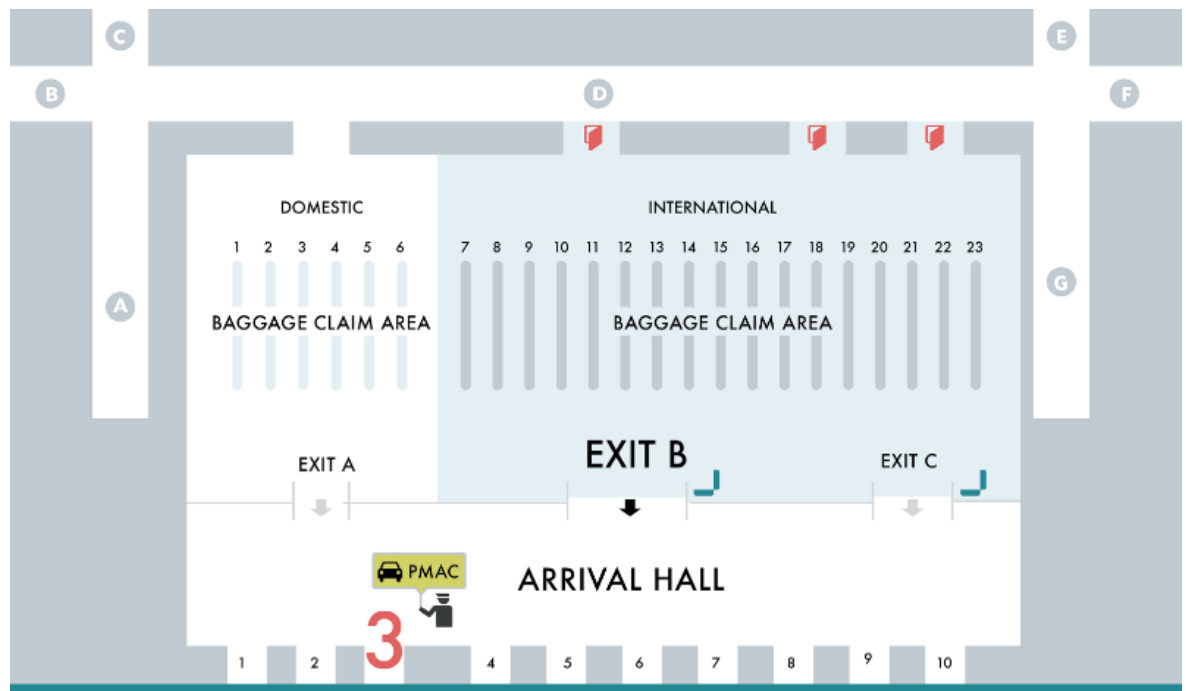 C
E
B
D
F
DOMESTIC
INTERNATIONAL
1 2 3 4 5 6 7 8 9 10 11 12 13 14 15 16 17 18 19 20 21 22 23
A
G
BAGGAGE CLAIM AREA
BAGGAGE CLAIM AREA
EXIT A
EXIT B
EXIT C
PMAC
ARRIVAL HALL
1 2 3 4 5 6 7 8 9 10